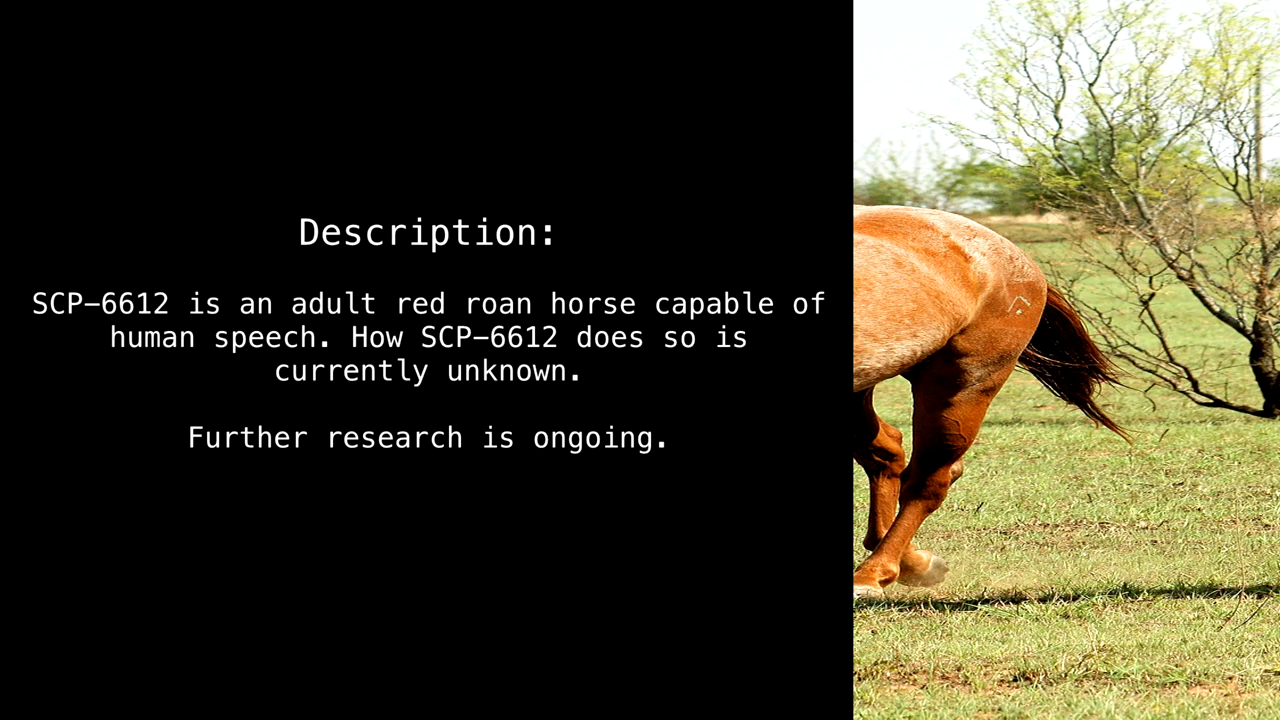 Description:
SCP-6612 is an adult red roan horse capable of
human speech. How SCP-6612 does so is
currently unknown.
Further research is ongoing.